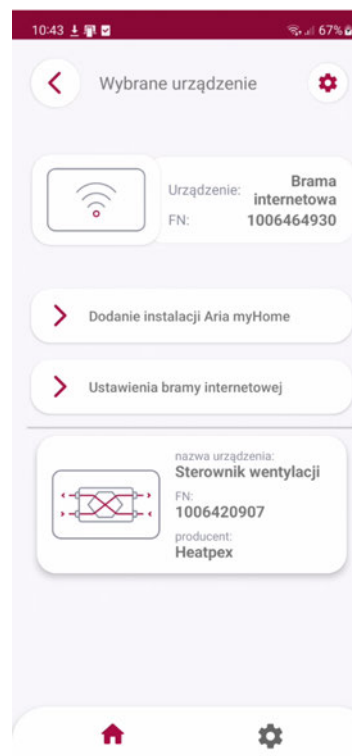 10:43
67%
Wybrane urządzenie
Urządzenie: Brama internetowa
FN: 1006464930
Dodanie instalacji Aria myHome
Ustawienia bramy internetowej
nazwa urządzenia:
Sterownik wentylacji
FN:
1006420907
producent:
Heatpex